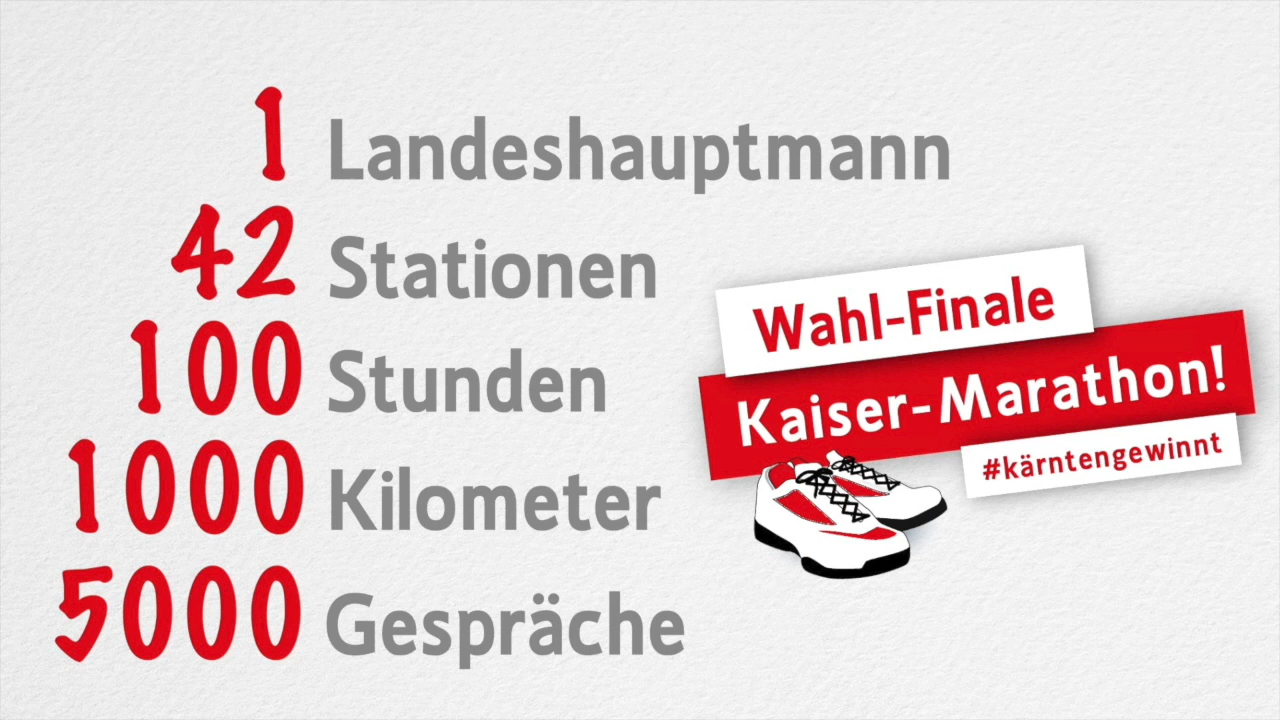 1 Landeshauptmann
42 Stationen
100 Stunden
1000 Kilometer
5000 Gespräche
Wahl-Finale
Kaiser-Marathon!
#kärntengewinnt